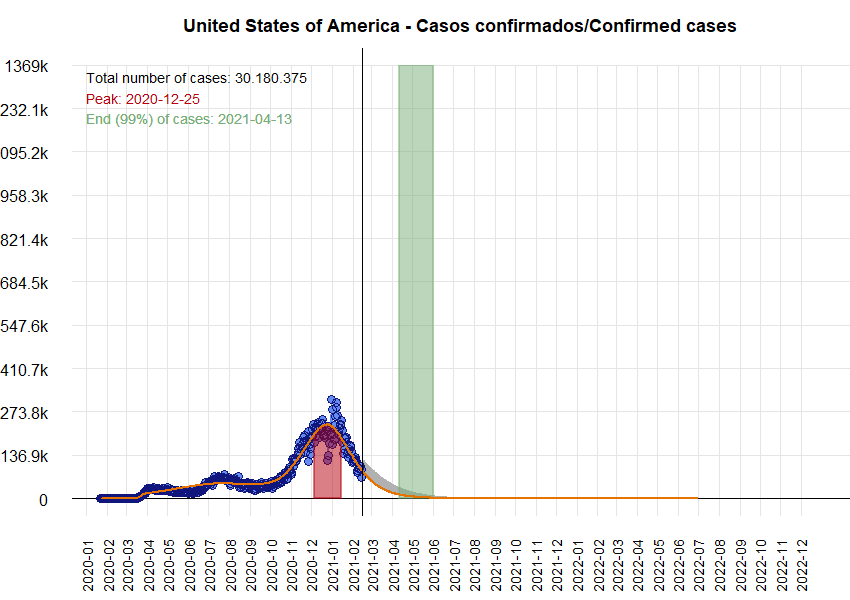 United States of America - Casos confirmados/Confirmed cases
1369k
232.1k
095.2k
958.3k
821.4k
684.5k
547.6k
410.7k
273.8k
136.9k
0
Total number of cases: 30.180.375
Peak: 2020-12-25
End (99%) of cases: 2021-04-13
2020-01
2020-02
2020-03
2020-04
2020-05
2020-06
2020-07
2020-08
2020-09
2020-10
2020-11
2020-12
2021-01
2021-02
2021-03
2021-04
2021-05
2021-06
2021-07
2021-08
2021-09
2021-10
2021-11
2021-12
2022-01
2022-02
2022-03
2022-04
2022-05
2022-06
2022-07
2022-08
2022-09
2022-10
2022-11
2022-12